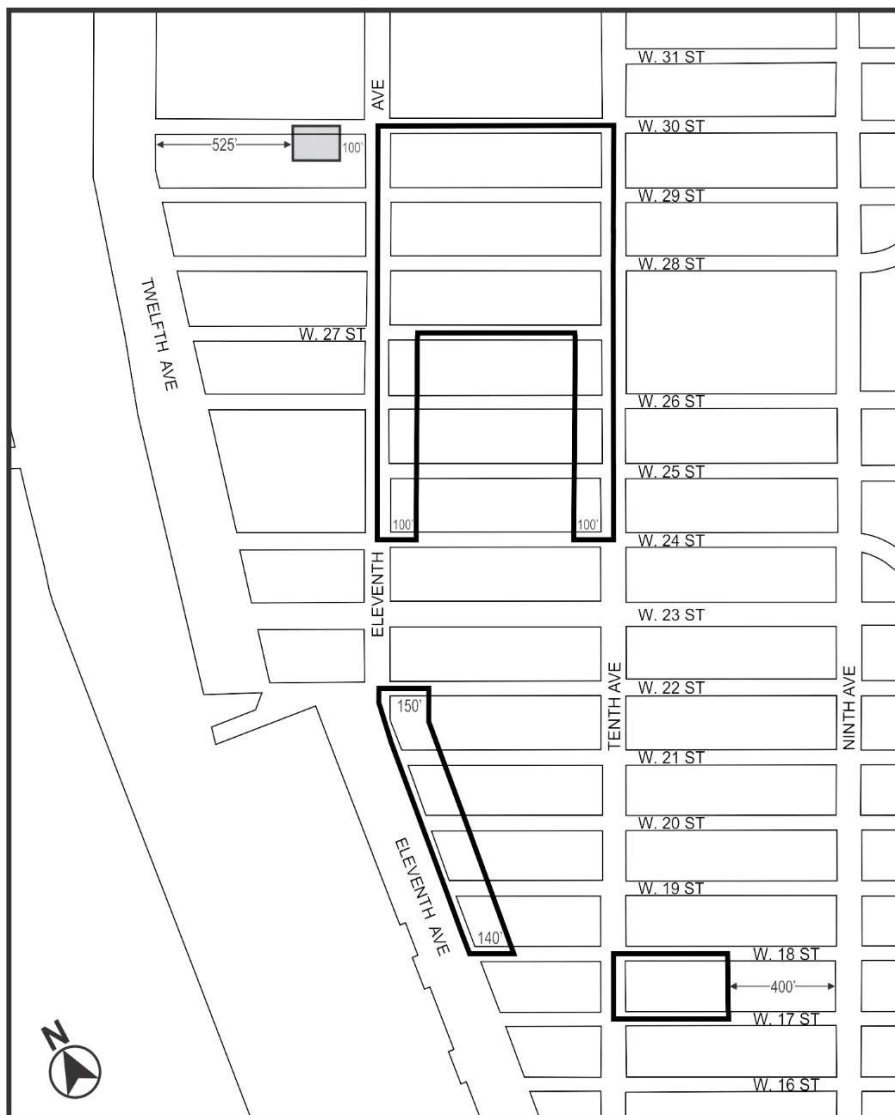 W. 31 ST
AVE
W. 30 ST
525'
100'
W. 29 ST
W. 28 ST
TWELFTH AVE
W. 27 ST
W. 26 ST
W. 25 ST
100'
100'
W. 24 ST
ELEVENTH
W. 23 ST
W. 22 ST
150'
TENTH AVE
NINTH AVE
W. 21 ST
W. 20 ST
ELEVENTH AVE
W. 19 ST
140'
W. 18 ST
400'
W. 17 ST
N
W. 16 ST